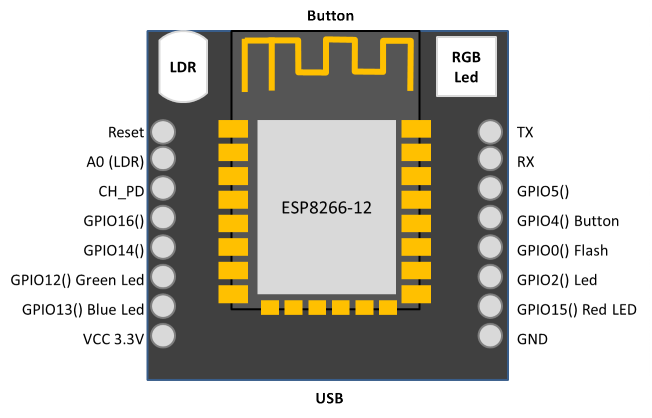 Button
LDR
RGB
Led
Reset
A0 (LDR)
CH_PD
GPIO16()
GPIO14()
GPIO12() Green Led
GPIO13() Blue Led
VCC 3.3V
ESP8266-12
TX
RX
GPIO5()
GPIO4() Button
GPIO0() Flash
GPIO2() Led
GPIO15() Red LED
GND
USB